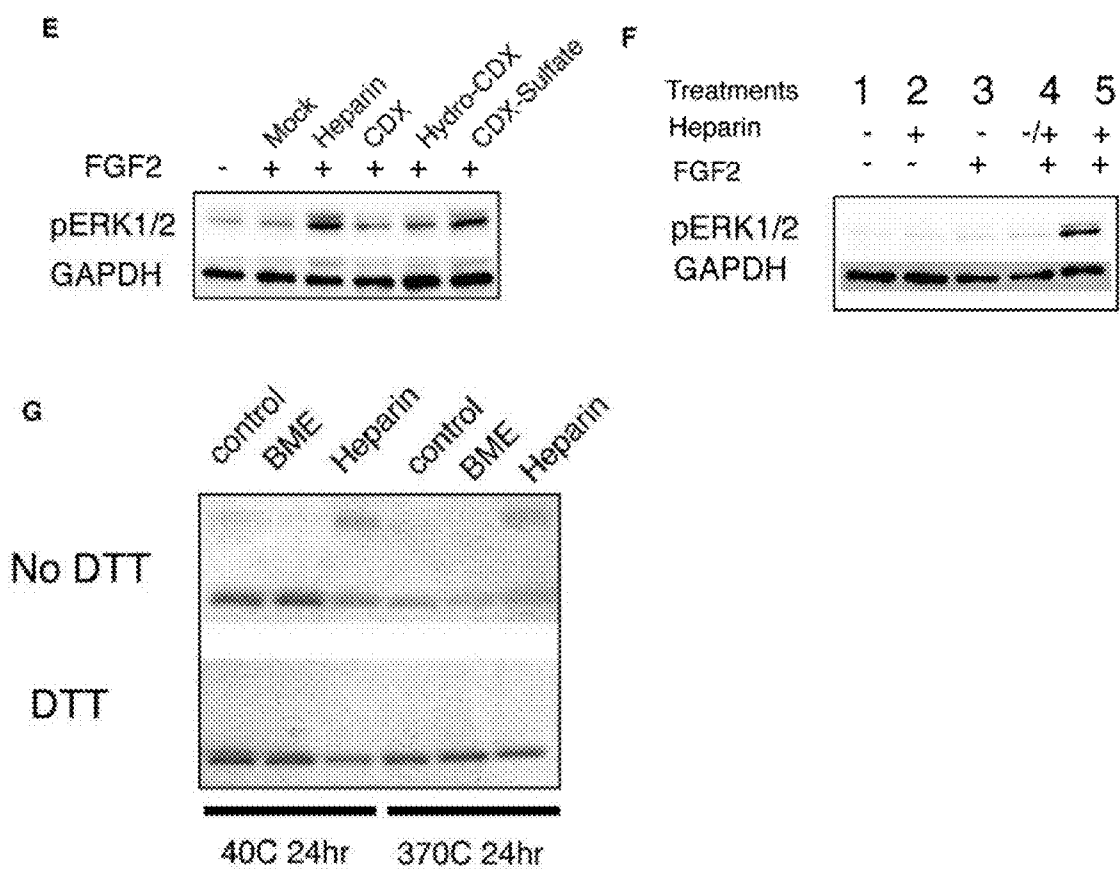 E
Mock Heparin CDX Hydro-CDX CDX-Sulfate
FGF2 - + + + + +
pERK1/2
GAPDH
F
Treatments 1 2 3 4 5
Heparin - + - -/+ +
FGF2 - - + + +
pERK1/2
GAPDH
G
control BME Heparin control BME Heparin
No DTT
DTT
40C 24hr 370C 24hr